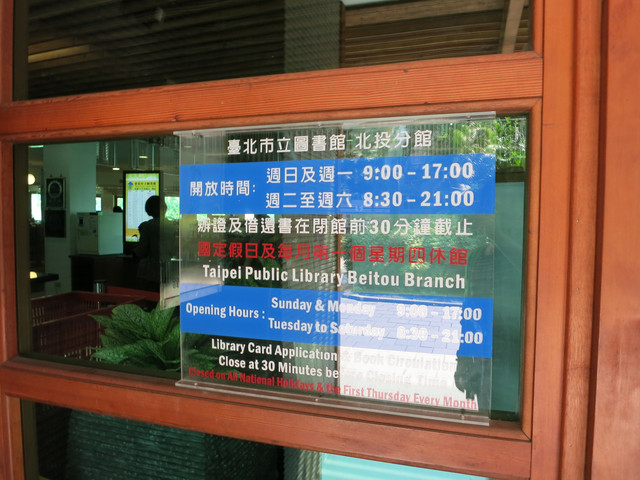 臺北市立圖書館-北投分館
開放時間: 週日及週一 9:00 - 17:00
週二至週六 8:30 - 21:00
辦證及借還書在閉館前30分鐘截止
國定假日及每月第一個星期四休館
Taipei Public Library Beitou Branch
Opening Hours : Sunday & Monday 9:00 - 17:00
Tuesday to Saturday 8:30 - 21:00
Library Card Application & Book Circulation
Close at 30 Minutes before Closing Time
Closed on All National Holidays & the First Thursday Every Month